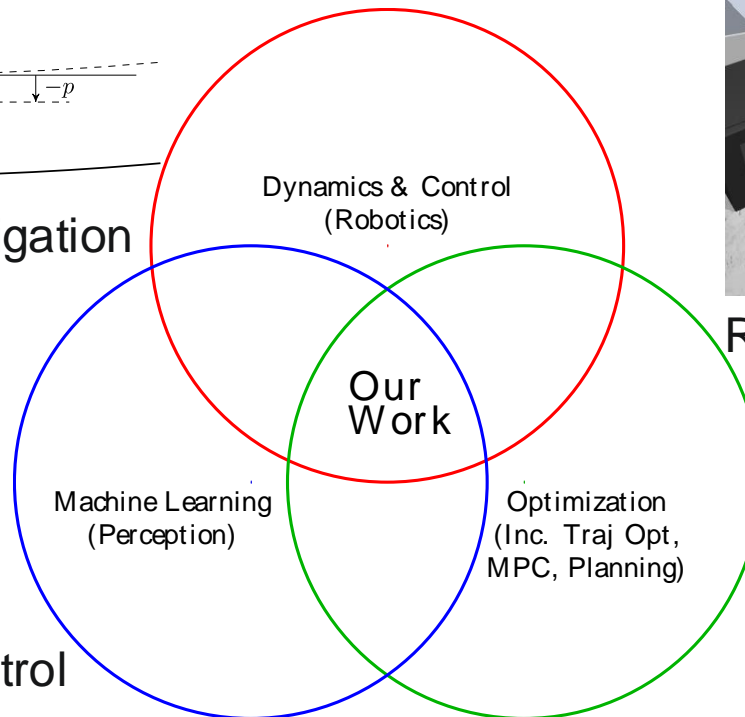 −p
Dynamics & Control
(Robotics)
gation
R
Our
Work
Machine Learning
(Perception)
Optimization
(Inc. Traj Opt,
MPC, Planning)
trol